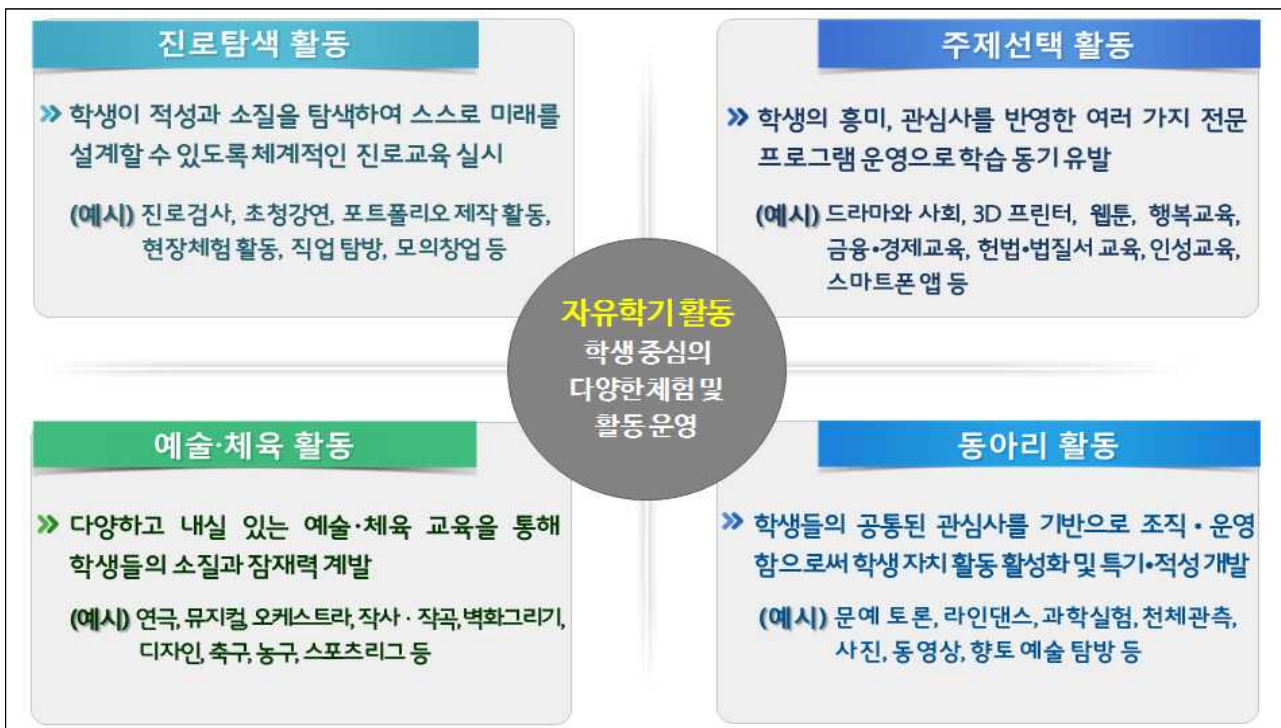 진로탐색 활동
» 학생이 적성과 소질을 탐색하여 스스로 미래를
설계할 수 있도록 체계적인 진로교육 실시
(예시) 진로검사, 초청강연, 포트폴리오 제작 활동,
현장체험 활동, 직업 탐방, 모의창업 등
주제선택 활동
» 학생의 흥미, 관심사를 반영한 여러 가지 전문
프로그램 운영으로 학습 동기 유발
(예시) 드라마와 사회, 3D 프린터, 웹툰, 행복교육,
금융•경제교육, 헌법•법질서 교육, 인성교육,
스마트폰 앱 등
자유학기 활동
학생 중심의
다양한 체험 및
활동 운영
예술·체육 활동
» 다양하고 내실 있는 예술·체육 교육을 통해
학생들의 소질과 잠재력 계발
(예시) 연극, 뮤지컬, 오케스트라, 작사 · 작곡, 벽화그리기,
디자인, 축구, 농구, 스포츠리그 등
동아리 활동
» 학생들의 공통된 관심사를 기반으로 조직 • 운영
함으로써 학생 자치 활동 활성화 및 특기•적성 개발
(예시) 문예 토론, 라인댄스, 과학실험, 천체관측,
사진, 동영상, 향토 예술 탐방 등